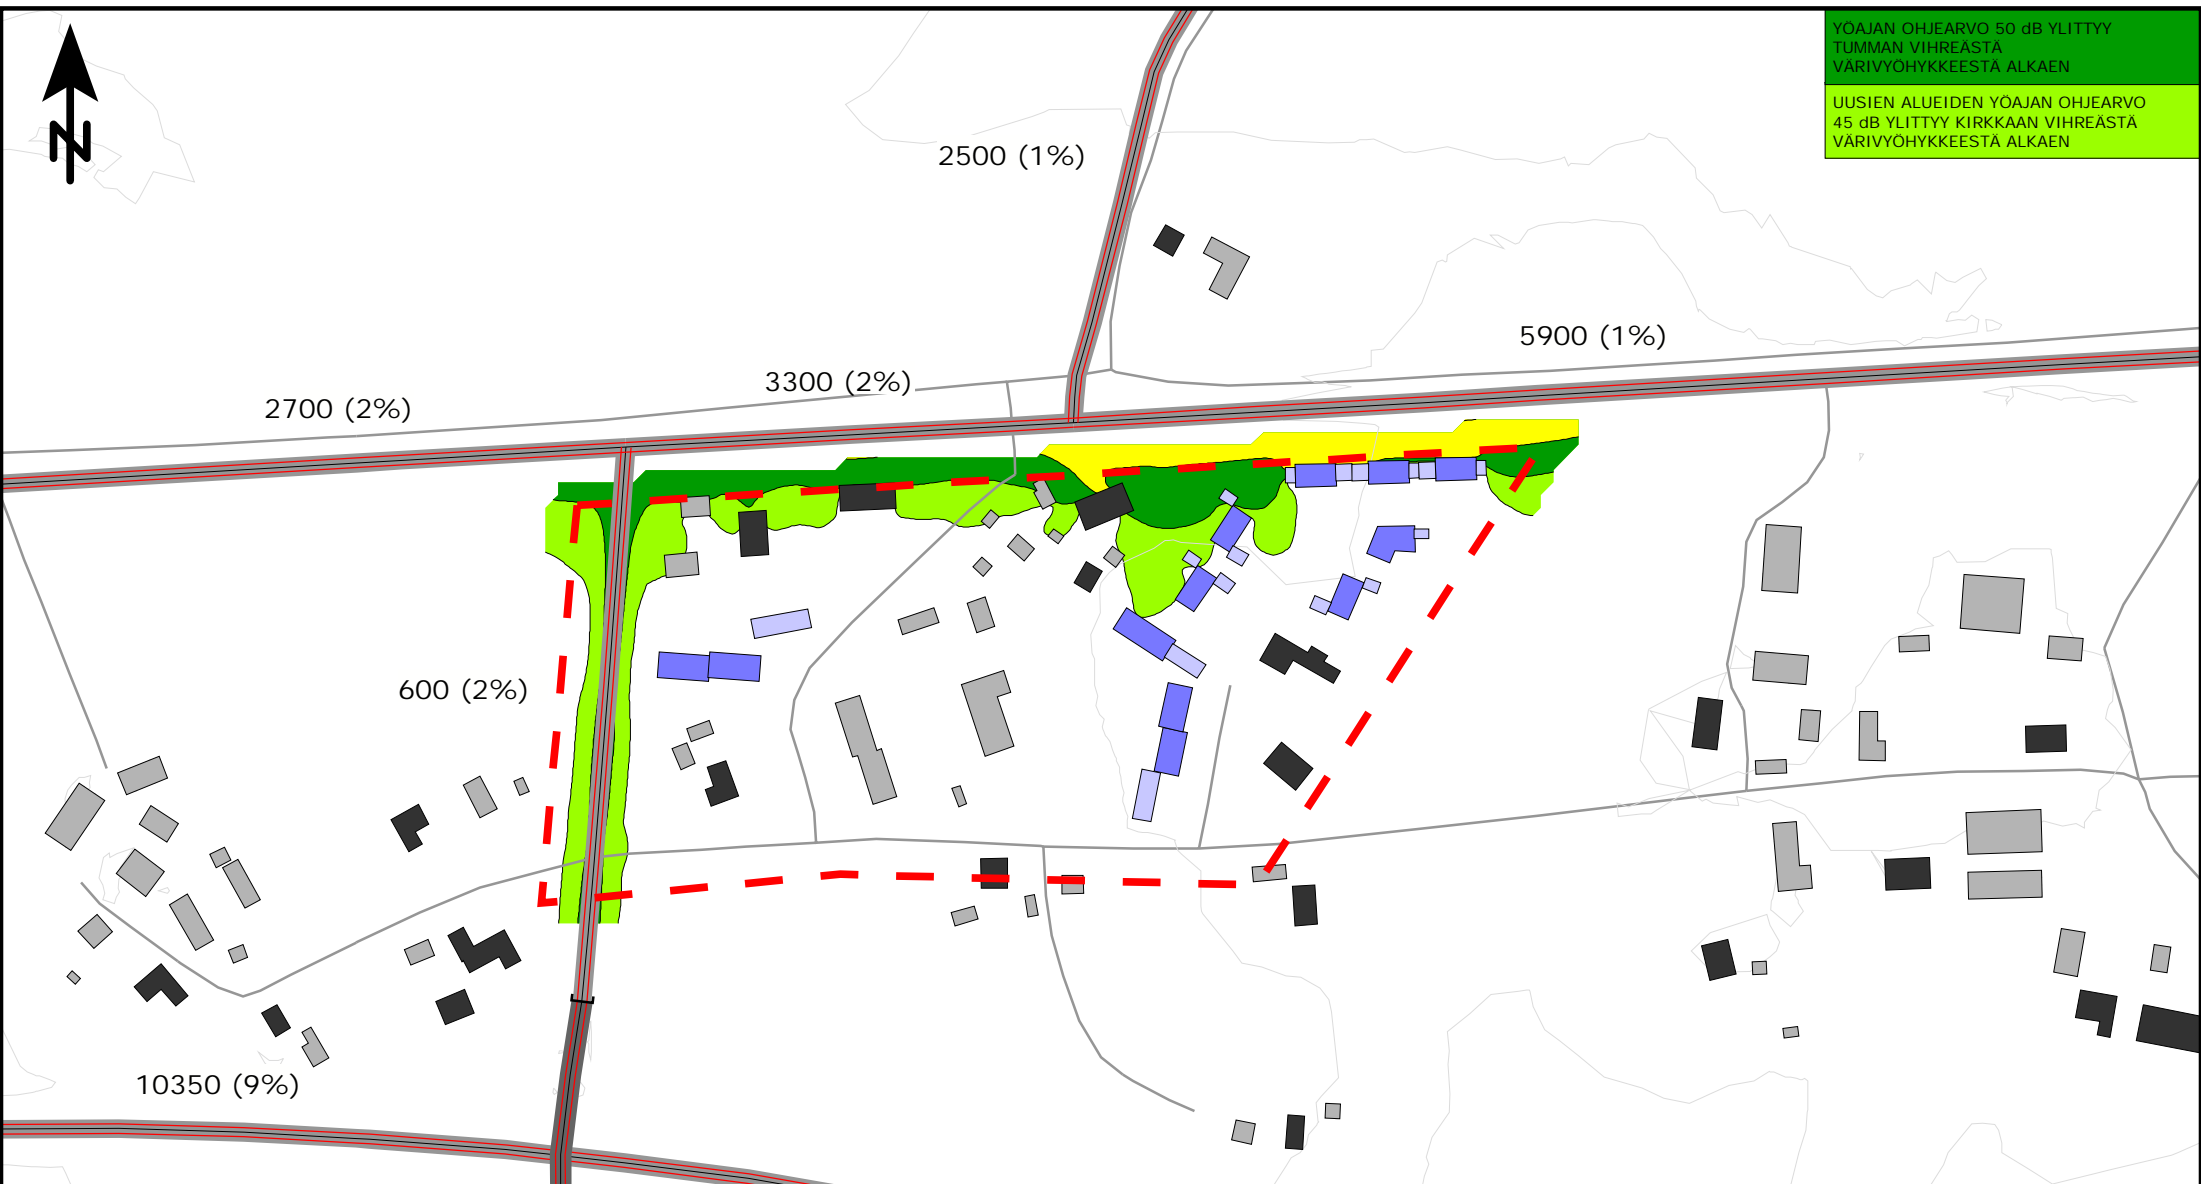 YÖAJAN OHJEARVO 50 dB YLITTYY
TUMMAN VIHREÄSTÄ
VÄRIVYÖHYKKEESTÄ ALKAEN
UUSIEN ALUEIDEN YÖAJAN OHJEARVO
45 dB YLITTYY KIRKKAAN VIHREÄSTÄ
VÄRIVYÖHYKKEESTÄ ALKAEN
N
2500 (1%)
5900 (1%)
3300 (2%)
2700 (2%)
600 (2%)
10350 (9%)